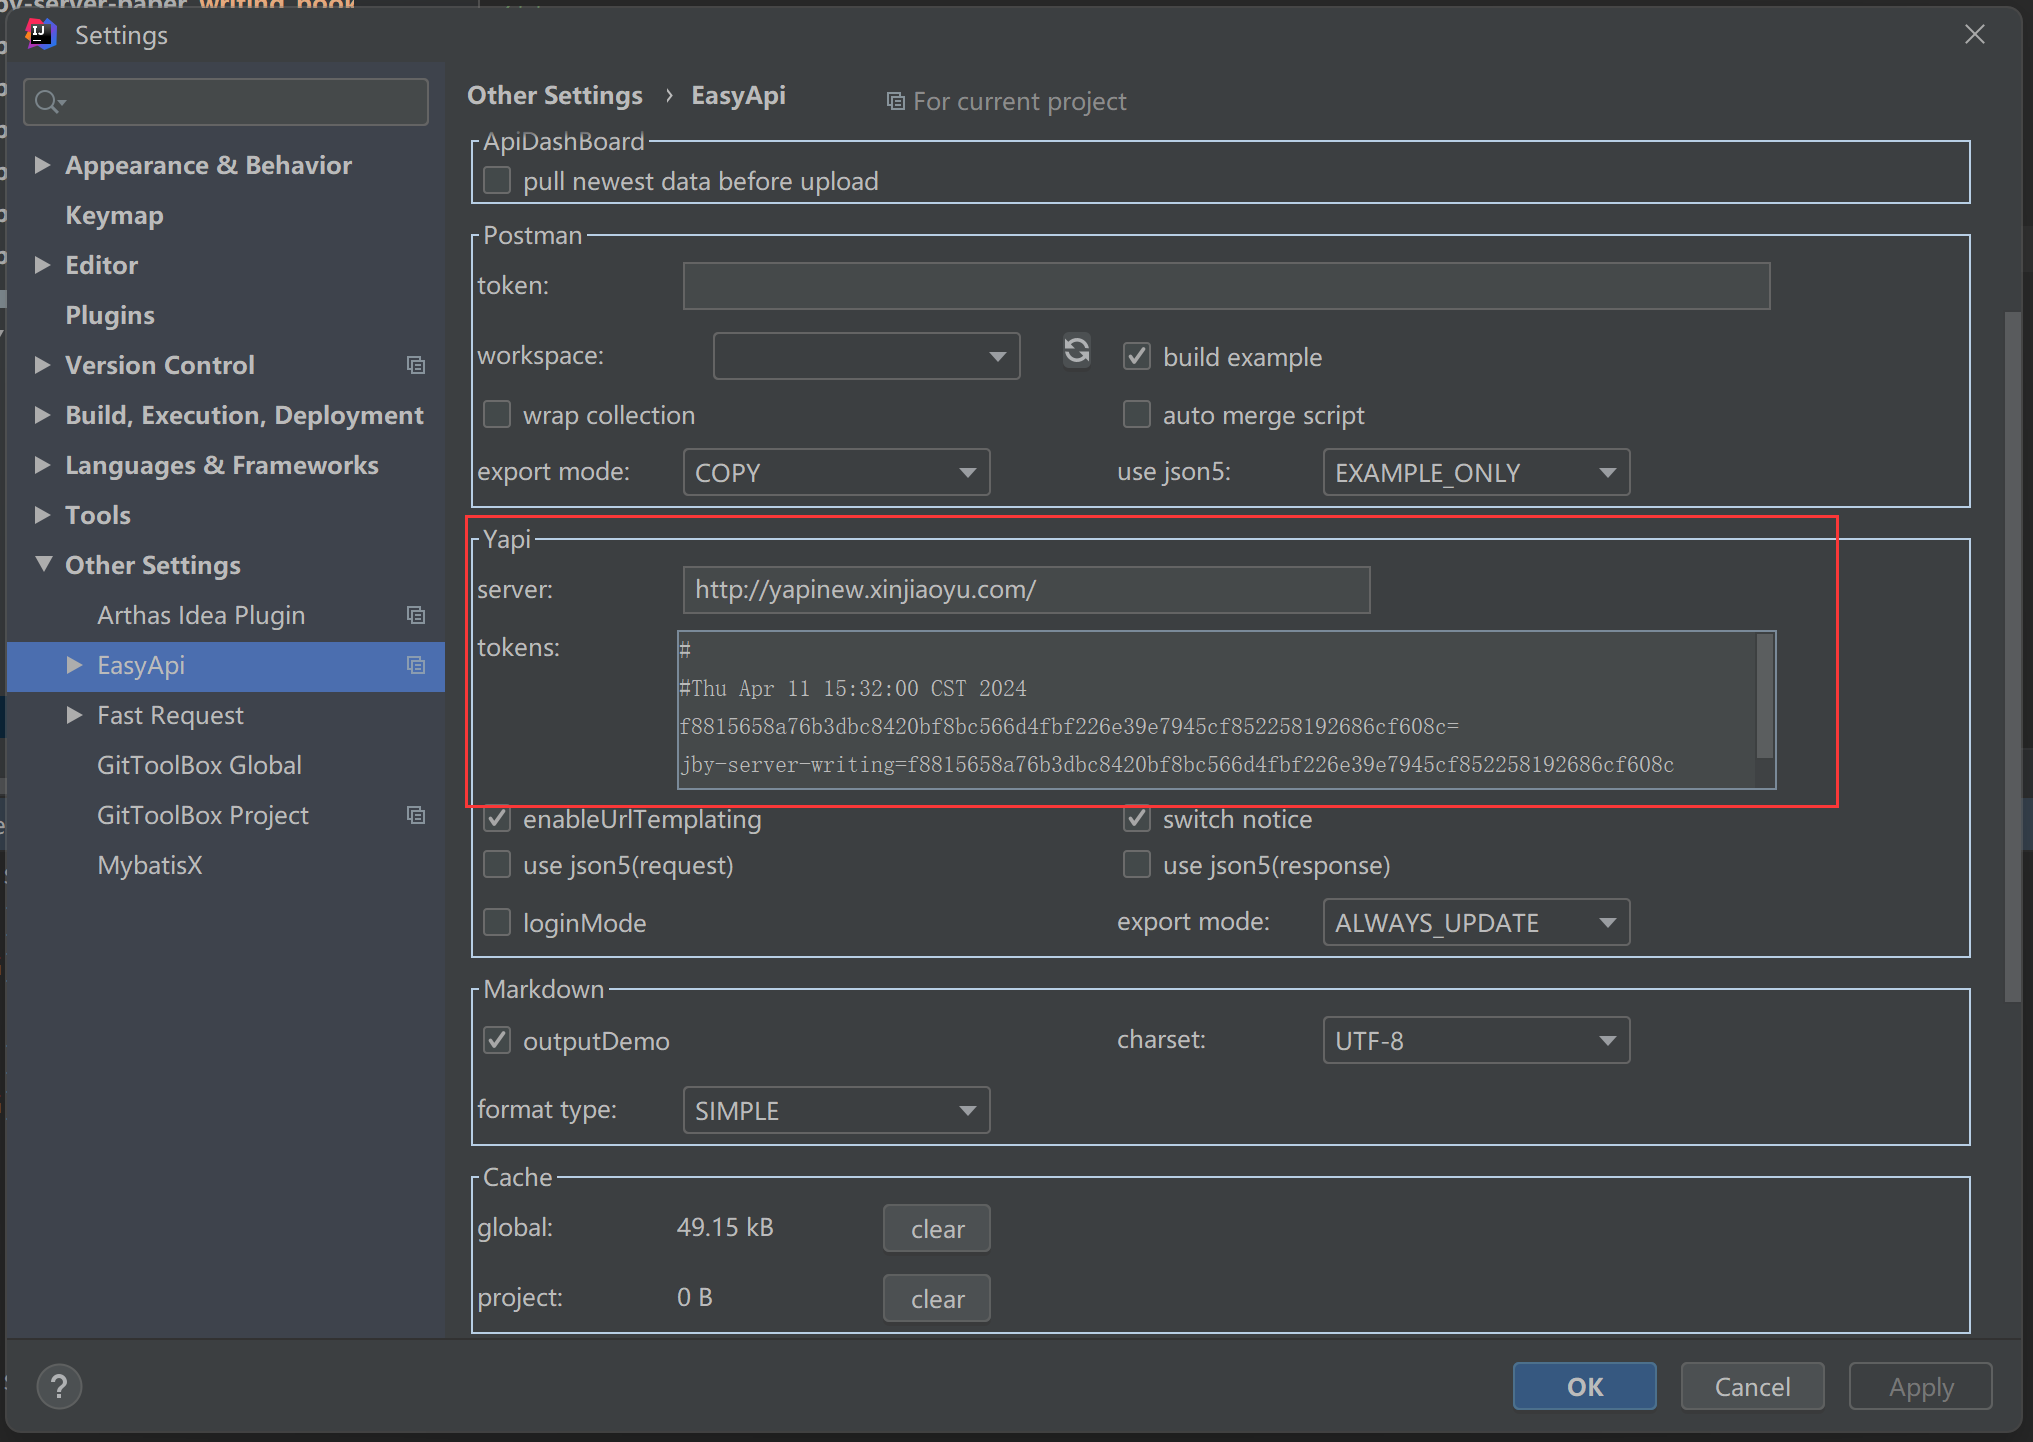 Settings
Appearance & Behavior
Keymap
Editor
Plugins
Version Control
Build, Execution, Deployment
Languages & Frameworks
Tools
Other Settings
Arthas Idea Plugin
EasyApi
Fast Request
GitToolBox Global
GitToolBox Project
MybatisX
Other Settings › EasyApi For current project
ApiDashBoard
pull newest data before upload
Postman
token:
workspace: build example
wrap collection auto merge script
export mode: COPY use json5: EXAMPLE_ONLY
Yapi
server: http://yapinew.xinjiaoyu.com/
tokens: #
#Thu Apr 11 15:32:00 CST 2024
f8815658a76b3dbc8420bf8bc566d4fbf226e39e7945cf852258192686cf608c=
jby-server-writing=f8815658a76b3dbc8420bf8bc566d4fbf226e39e7945cf852258192686cf608c
enableUrlTemplating switch notice
use json5(request) use json5(response)
loginMode export mode: ALWAYS_UPDATE
Markdown
outputDemo charset: UTF-8
format type: SIMPLE
Cache
global: 49.15 kB clear
project: 0 B clear
? OK Cancel Apply